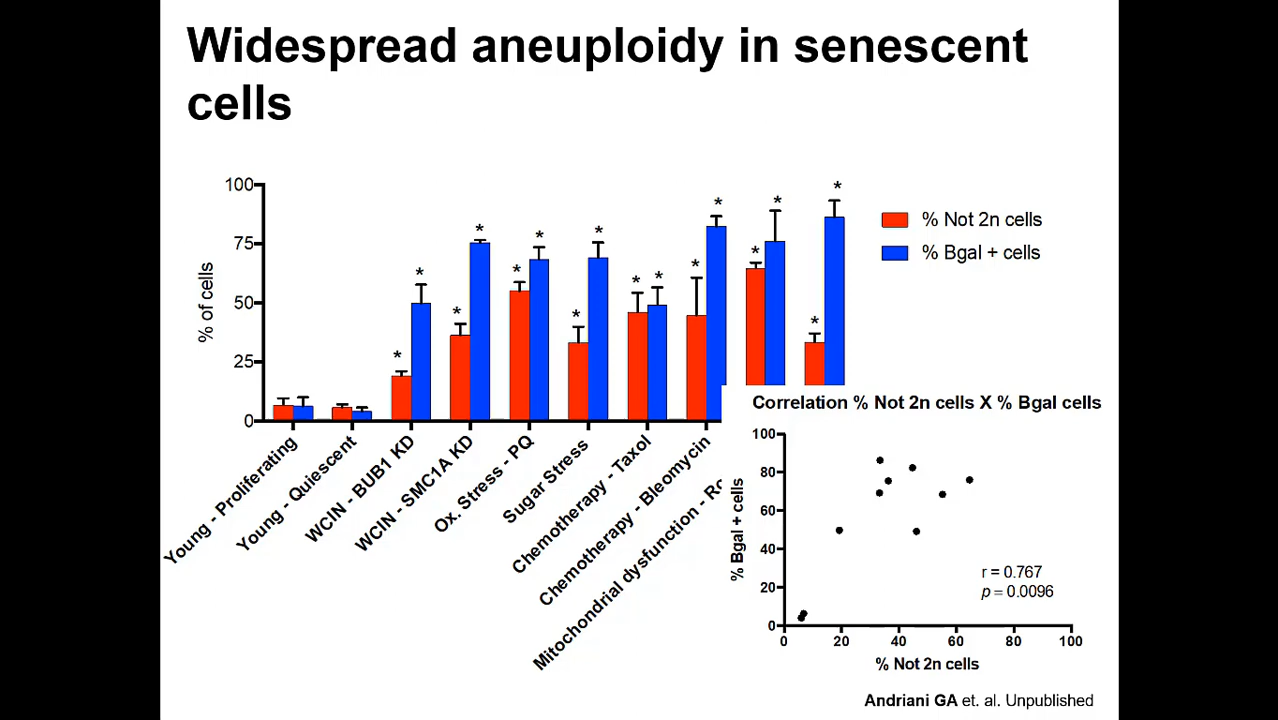 Widespread aneuploidy in senescent
cells
100
75
50
25
0
% of cells
* * * * * * * * * * * * * * * *
% Not 2n cells
% Bgal + cells
Young - Proliferating
Young - Quiescent
WCIN - BUB1 KD
WCIN - SMC1A KD
Ox. Stress - PQ
Sugar Stress
Chemotherapy - Taxol
Chemotherapy - Bleomycin
Mitochondrial dysfunction -
Correlation % Not 2n cells X % Bgal cells
100
80
60
40
20
0
% Bgal + cells
r = 0.767
p = 0.0096
0 20 40 60 80 100
% Not 2n cells
Andriani GA et. al. Unpublished